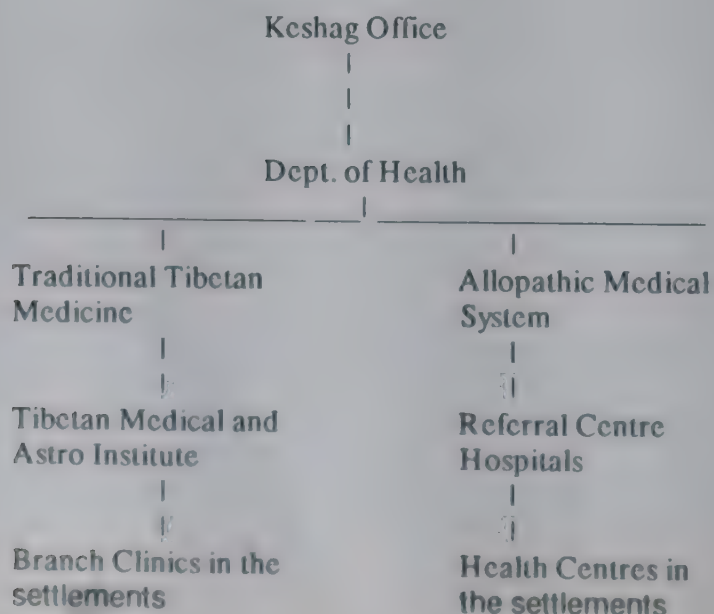 Keshag Office
Dept. of Health
Traditional Tibetan
Medicine
Tibetan Medical and
Astro Institute
Branch Clinics in the
settlements
Allopathic Medical
System
Referral Centre
Hospitals
Health Centres in
the settlements